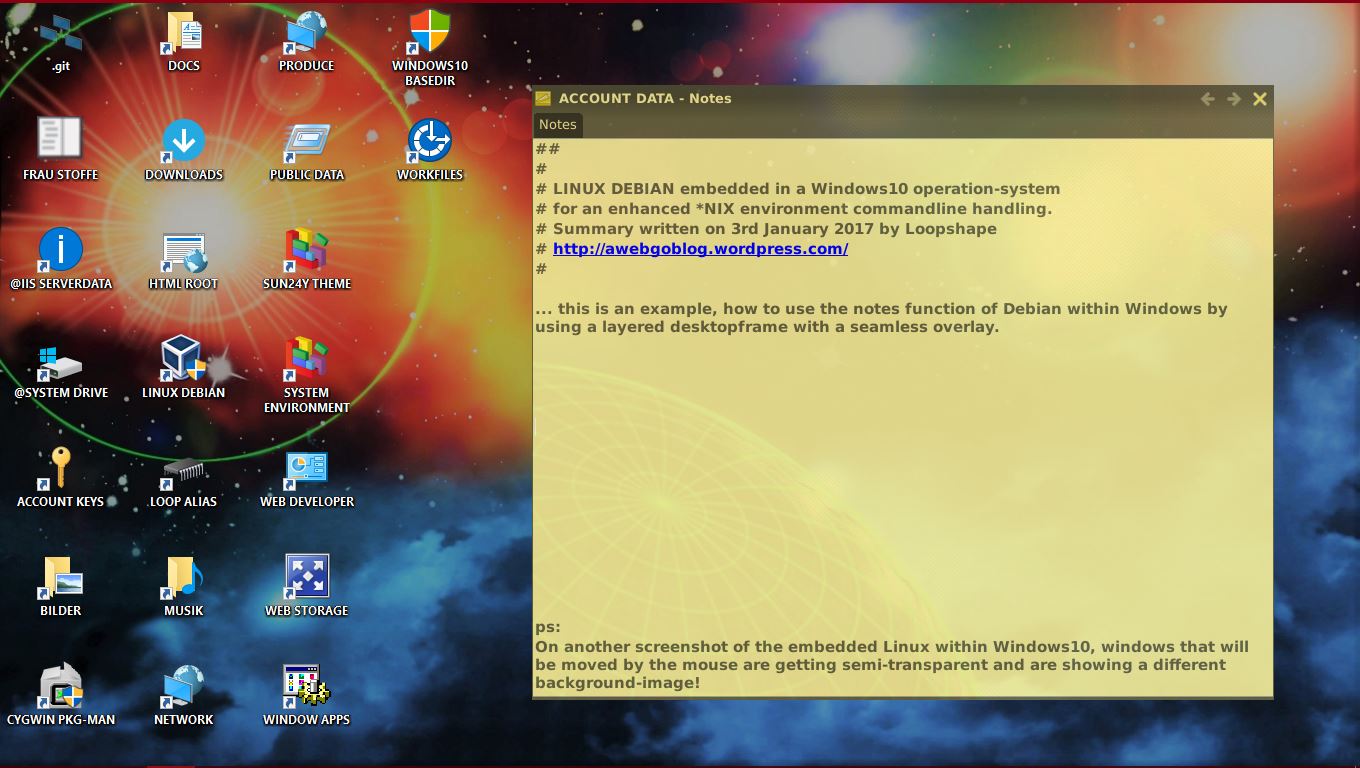 .git
DOCS
PRODUCE
WINDOWS10
BASEDIR
FRAU STOFFE
DOWNLOADS
PUBLIC DATA
WORKFILES
@IIS SERVERDATA
HTML ROOT
SUN24Y THEME
@SYSTEM DRIVE
LINUX DEBIAN
SYSTEM
ENVIRONMENT
ACCOUNT KEYS
LOOP ALIAS
WEB DEVELOPER
BILDER
MUSIK
WEB STORAGE
CYGWIN PKG-MAN
NETWORK
WINDOW APPS
ACCOUNT DATA - Notes
Notes
##
#
# LINUX DEBIAN embedded in a Windows10 operation-system
# for an enhanced *NIX environment commandline handling.
# Summary written on 3rd January 2017 by Loopshape
# http://awebgoblog.wordpress.com/
#
... this is an example, how to use the notes function of Debian within Windows by
using a layered desktopframe with a seamless overlay.
ps:
On another screenshot of the embedded Linux within Windows10, windows that will
be moved by the mouse are getting semi-transparent and are showing a different
background-image!